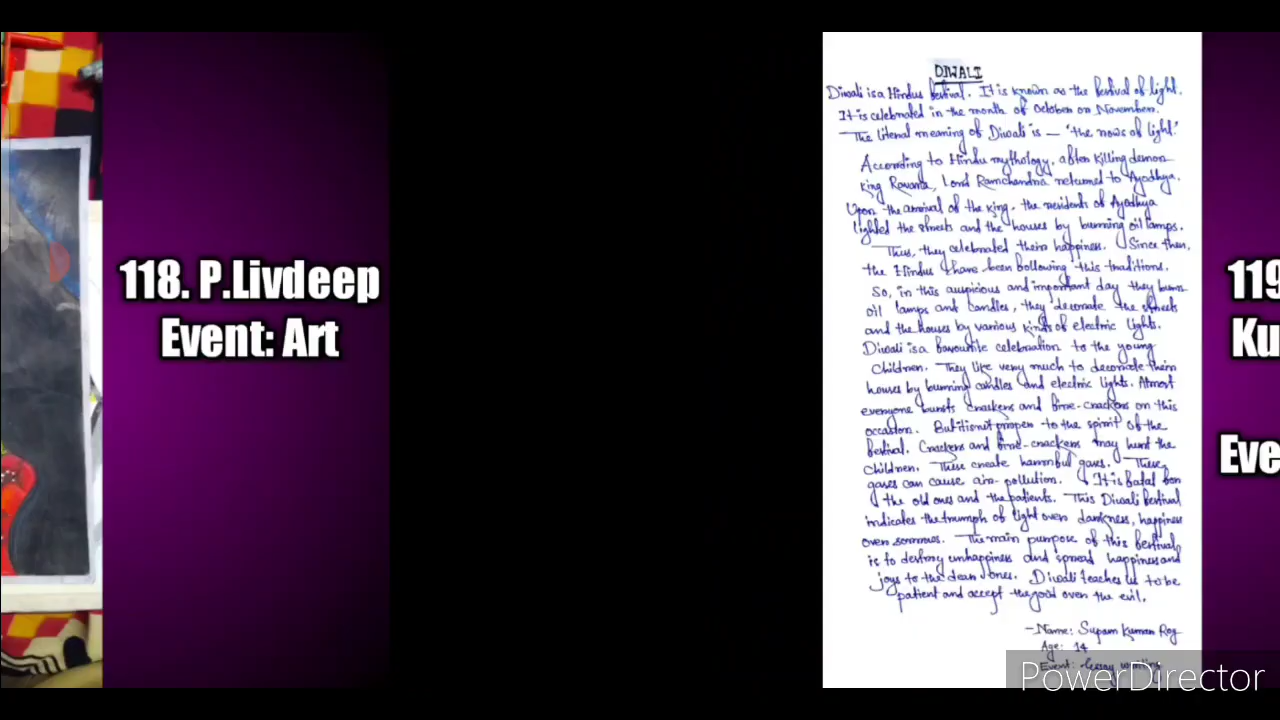 118. P.Livdeep
Event: Art
DIWALI
Diwali is a Hindus festival. It is known as the festival of light.
It is celebrated in the month of October or November.
The literal meaning of Diwali is — 'the rows of light.'
According to Hindu mythology, after killing demon
king Ravana, Lord Ramchandra returned to Ayodhya.
Upon the arrival of the king, the residents of Ayodhya
lighted the streets and the houses by burning oil lamps.
Thus, they celebrated their happiness. Since then,
the Hindus have been following this traditions.
So, in this auspicious and important day they burn
oil lamps and candles, they decorate the streets
and the houses by various kinds of electric lights.
Diwali is a favourite celebration to the young
children. They like very much to decorate their
houses by burning candles and electric lights. Almost
everyone bursts crackers and fire-crackers on this
occasion. But it isn't proper to the spirit of the
festival. Crackers and fire-crackers may hurt the
children. These create harmful gases. These
gases can cause air pollution. It is fatal for
the old ones and the patients. This Diwali festival
indicates the triumph of light over darkness, happiness
over sorrows. The main purpose of this festival
is to destroy unhappiness and spread happiness and
joys to the dear ones. Diwali teaches us to be
patient and accept the good over the evil.
– Name: Supam Kumar Roy
Age: 14
Event: Essay writing
119
Ku
Eve
PowerDirector